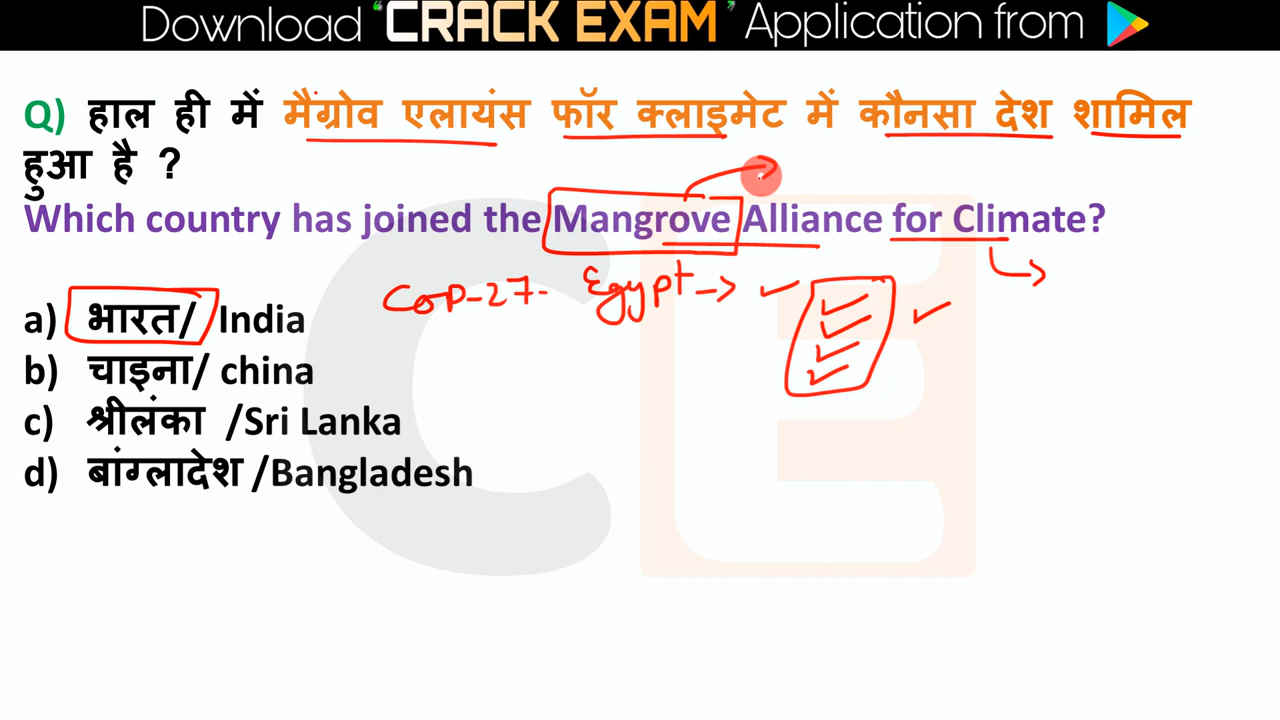 Download “CRACK EXAM” Application from
Q) हाल ही में मैंग्रोव एलायंस फॉर क्लाइमेट में कौनसा देश शामिल
हुआ है ?
Which country has joined the Mangrove Alliance for Climate?
Cop-27- Egypt
a) भारत/ India
b) चाइना/ china
c) श्रीलंका /Sri Lanka
d) बांग्लादेश /Bangladesh
CE